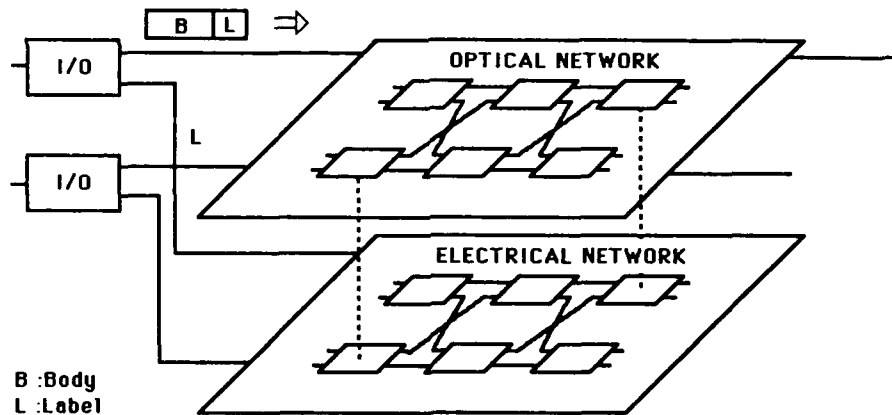 B L
I/O
OPTICAL NETWORK
L
I/O
ELECTRICAL NETWORK
B :Body
L :Label